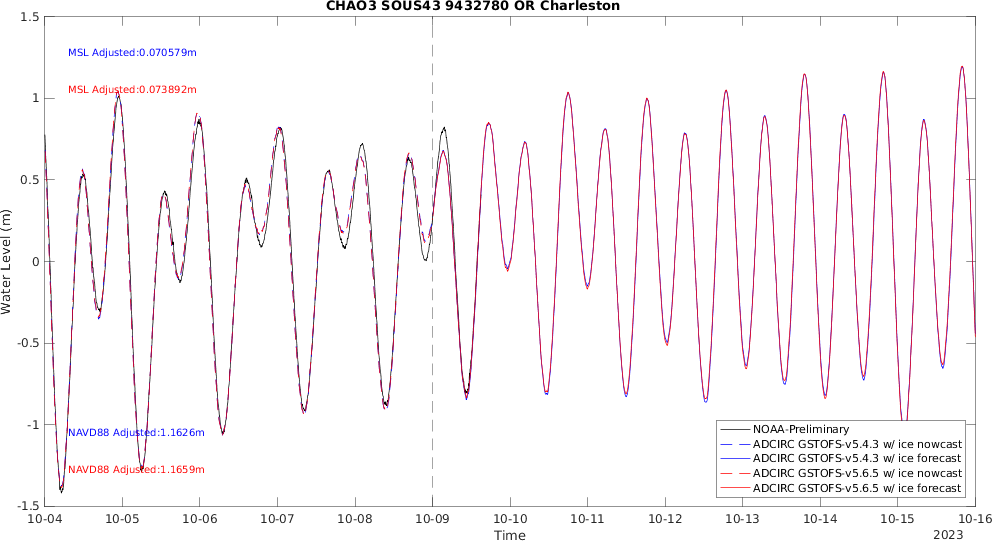 CHAO3 SOUS43 9432780 OR Charleston
1.5
1
0.5
0
-0.5
-1
-1.5
Water Level (m)
MSL Adjusted:0.070579m
MSL Adjusted:0.073892m
NAVD88 Adjusted:1.1626m
NAVD88 Adjusted:1.1659m
NOAA-Preliminary
ADCIRC GSTOFS-v5.4.3 w/ ice nowcast
ADCIRC GSTOFS-v5.4.3 w/ ice forecast
ADCIRC GSTOFS-v5.6.5 w/ ice nowcast
ADCIRC GSTOFS-v5.6.5 w/ ice forecast
10-04 10-05 10-06 10-07 10-08 10-09 10-10 10-11 10-12 10-13 10-14 10-15 10-16
Time
2023